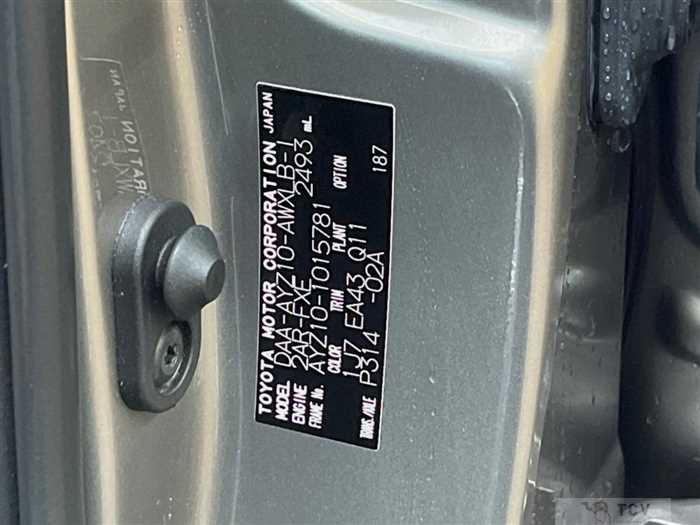 TOYOTA MOTOR CORPORATION JAPAN
MODEL DAA-AYZ10-AWXLB-1
ENGINE 2AR-FXE 2493 mL
FRAME No. AYZ10-1015781
COLOR TRIM PLANT OPTION
1J7 EA43 Q11 187
TRANS./AXLE P314 -02A
TCV